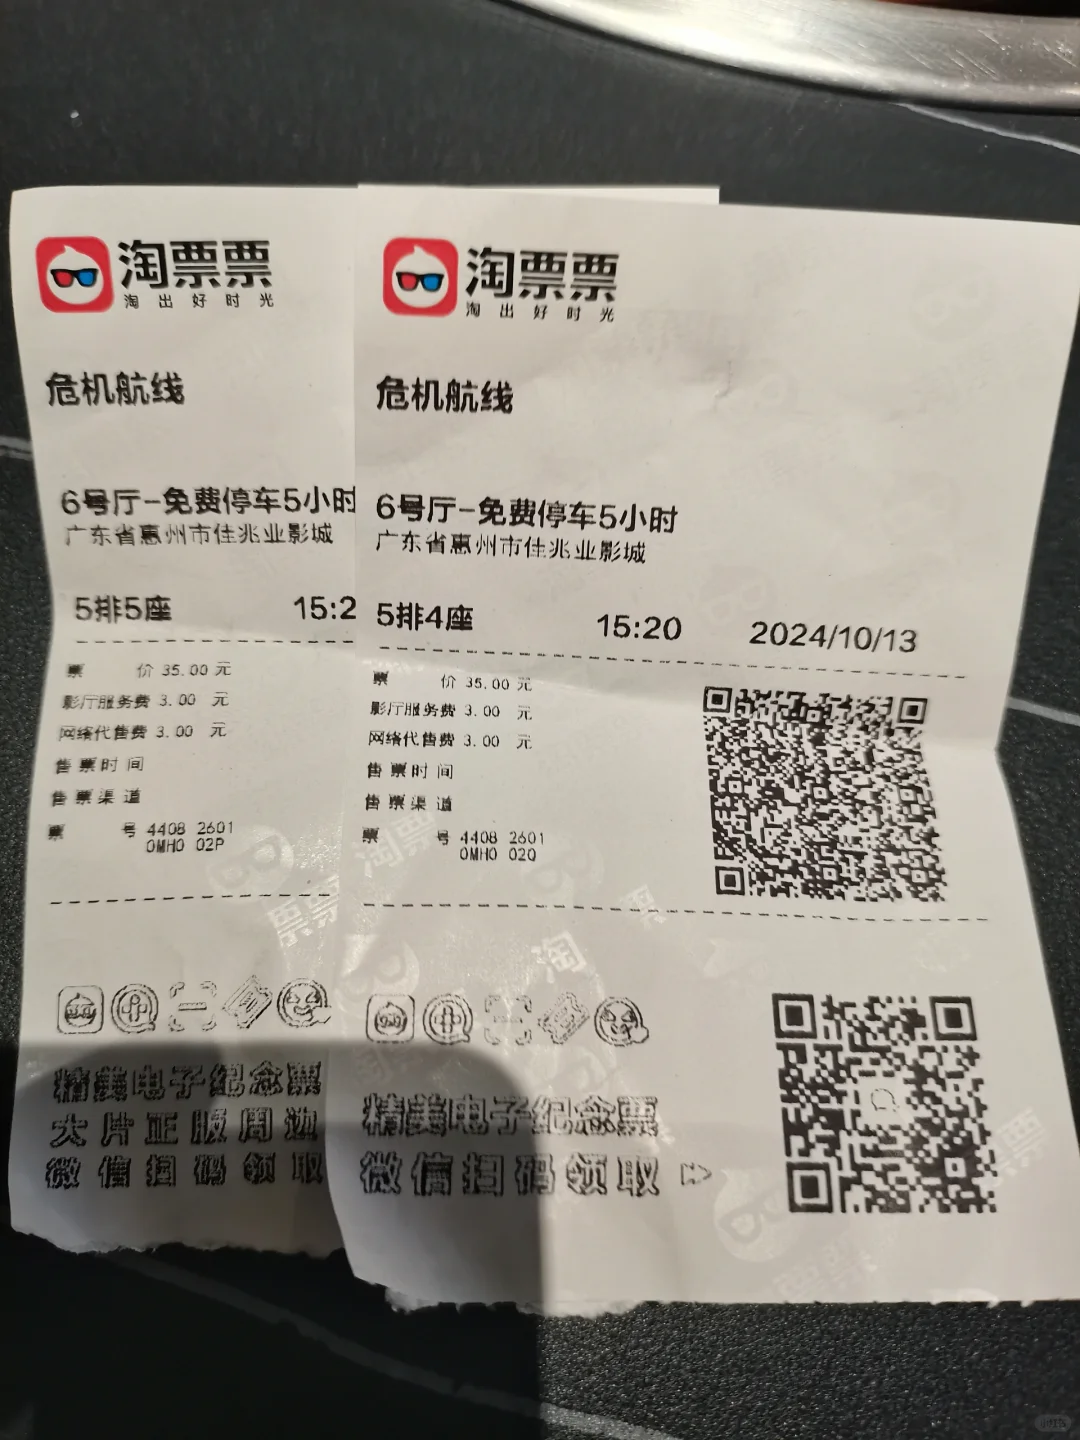 淘票票
淘出好时光
危机航线
6号厅-免费停车5小时
广东省惠州市佳兆业影城
5排5座 15:2
票 价 35.00 元
影厅服务费 3.00 元
网络代售费 3.00 元
售票时间
售票渠道
票 号 4408 2601
0MH0 02P
精美电子纪念票
大片正版周边
微信扫码领取
淘票票
淘出好时光
危机航线
6号厅-免费停车5小时
广东省惠州市佳兆业影城
5排4座 15:20 2024/10/13
票 价 35.00 元
影厅服务费 3.00 元
网络代售费 3.00 元
售票时间
售票渠道
票 号 4408 2601
0MH0 02Q
精美电子纪念票
微信扫码领取